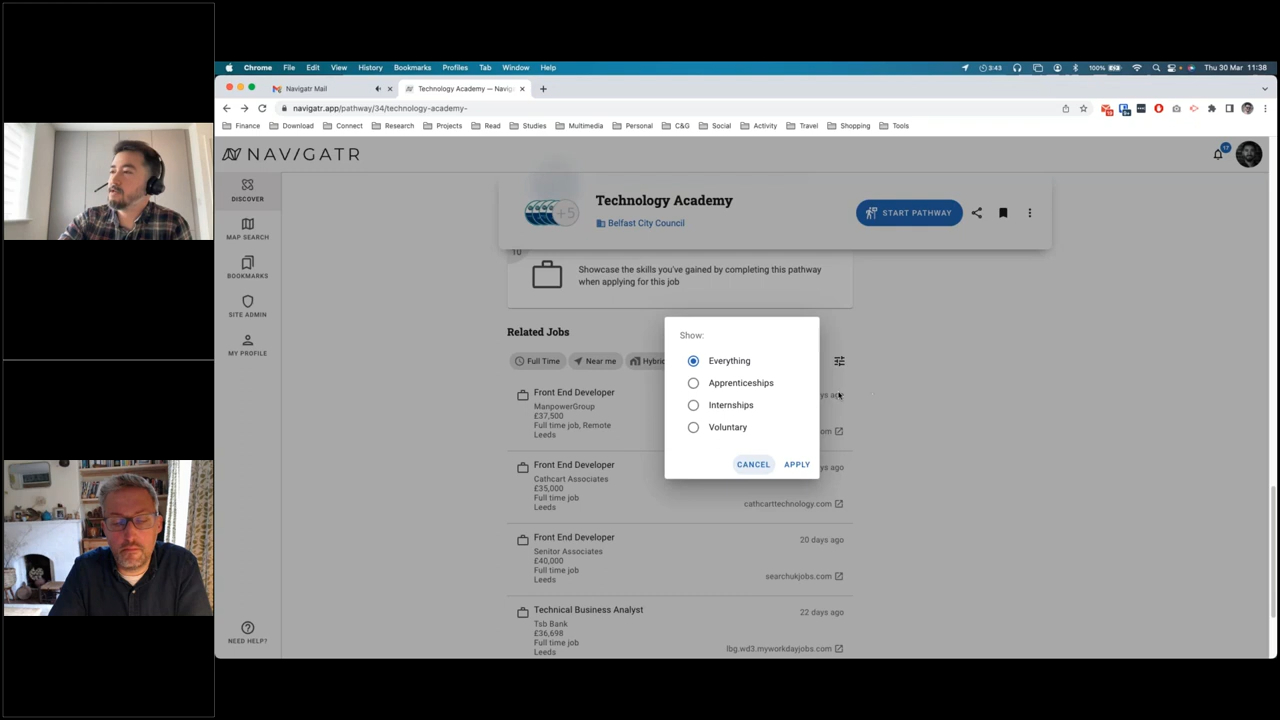 Chrome File Edit View History Bookmarks Profiles Tab Window Help
3:43 100% Thu 30 Mar 11:38
Navigatr Mail
Technology Academy — Navig
navigatr.app/pathway/34/technology-academy-
Finance Download Connect Research Projects Read Studies Multimedia Personal C&G Social Activity Travel Shopping Tools
NAVIGATR
17
DISCOVER
MAP SEARCH
BOOKMARKS
SITE ADMIN
MY PROFILE
NEED HELP?
+5
Technology Academy
Belfast City Council
START PATHWAY
10
Showcase the skills you've gained by completing this pathway
when applying for this job
Related Jobs
Full Time
Near me
Hybrid
Show:
Everything
Apprenticeships
Internships
Voluntary
CANCEL
APPLY
Front End Developer
ManpowerGroup
£37,500
Full time job, Remote
Leeds
Front End Developer
Cathcart Associates
£35,000
Full time job
Leeds
cathcarttechnology.com
Front End Developer
20 days ago
Senitor Associates
£40,000
Full time job
Leeds
searchukjobs.com
Technical Business Analyst
22 days ago
Tsb Bank
£36,698
Full time job
Leeds
lbg.wd3.myworkdayjobs.com